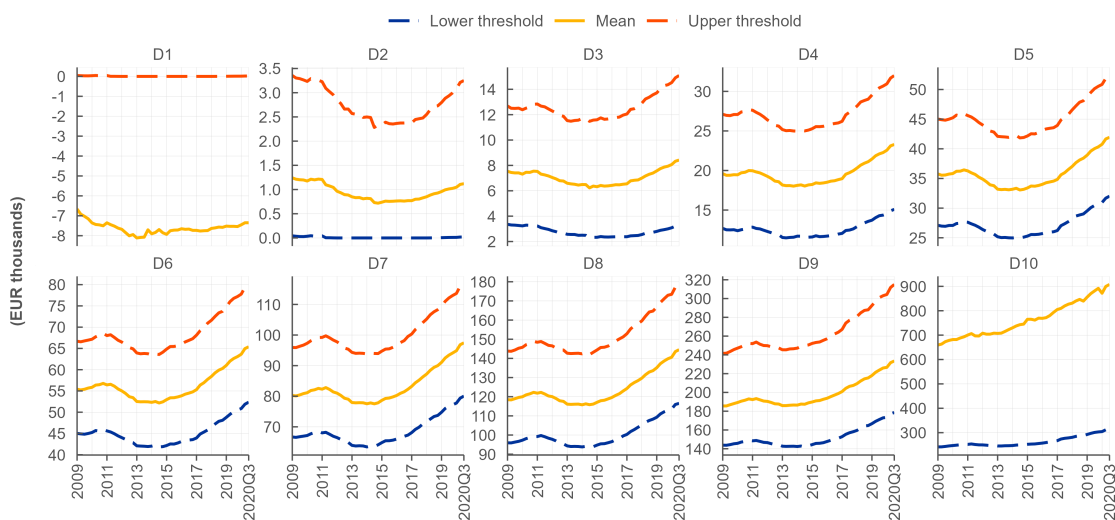 Lower threshold Mean Upper threshold
D1 D2 D3 D4 D5
0 -1 -2 -3 -4 -5 -6 -7 -8
3.5 3.0 2.5 2.0 1.5 1.0 0.5 0.0
14 12 10 8 6 4 2
30 25 20 15
50 45 40 35 30 25
(EUR thousands)
D6 D7 D8 D9 D10
80 75 70 65 60 55 50 45 40
110 100 90 80 70
180 170 160 150 140 130 120 110 100 90
320 300 280 260 240 220 200 180 160 140
900 800 700 600 500 400 300
2009 2011 2013 2015 2017 2019 2020Q3
2009 2011 2013 2015 2017 2019 2020Q3
2009 2011 2013 2015 2017 2019 2020Q3
2009 2011 2013 2015 2017 2019 2020Q3
2009 2011 2013 2015 2017 2019 2020Q3